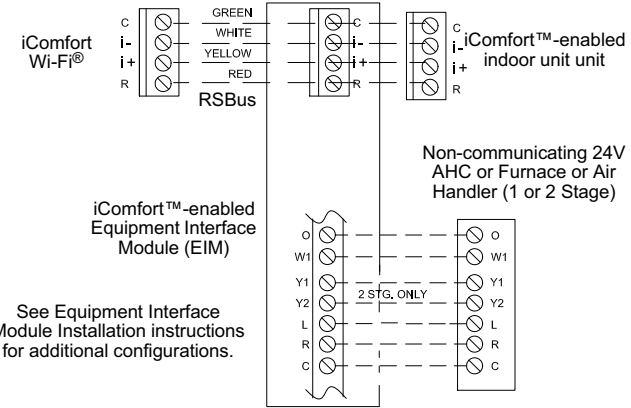 GREEN
WHITE
YELLOW
RED
RSBus
iComfort
Wi-Fi®
C
i-
i+
R
C
i-
i+
R
C
i-
i+
R
iComfort™-enabled
indoor unit unit
Non-communicating 24V
AHC or Furnace or Air
Handler (1 or 2 Stage)
iComfort™-enabled
Equipment Interface
Module (EIM)
See Equipment Interface
Module Installation instructions
for additional configurations.
O
W1
Y1
Y2
L
R
C
2 STG. ONLY
O
W1
Y1
Y2
L
R
C